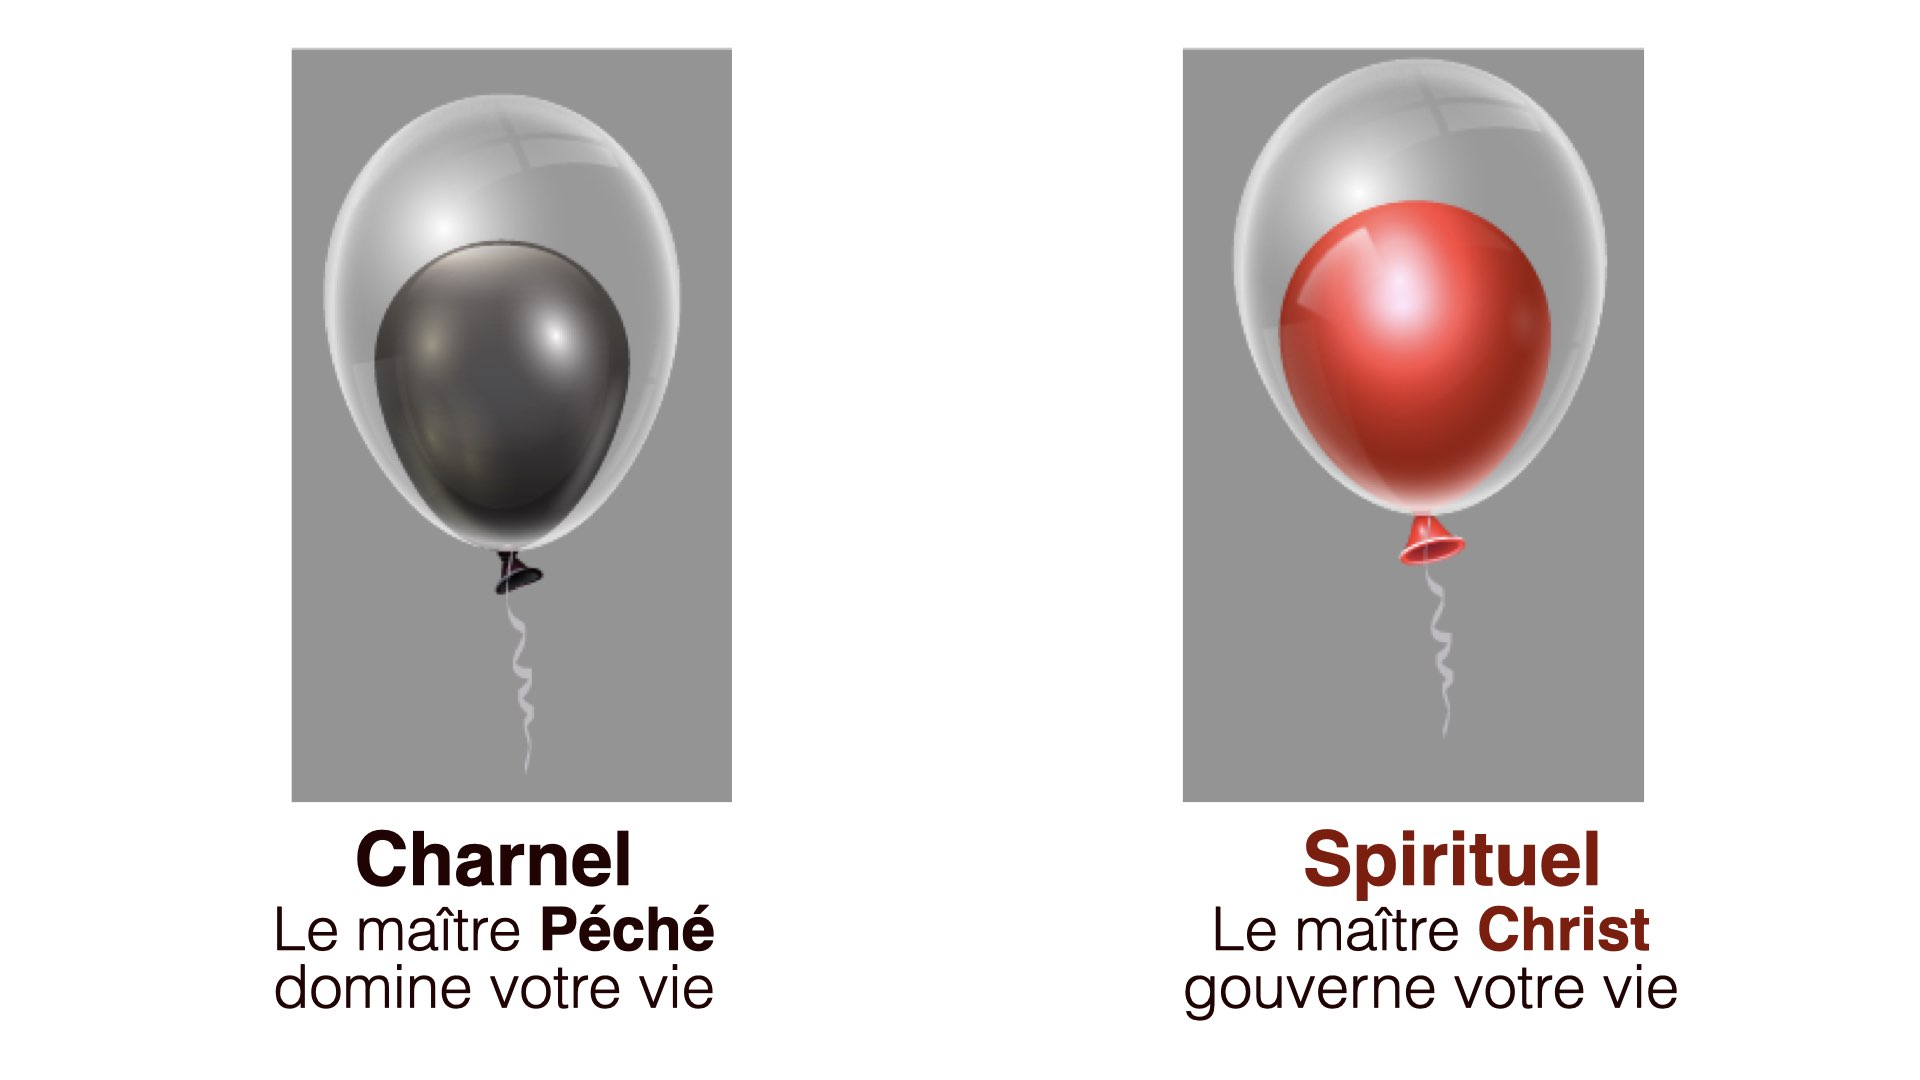 Charnel
Le maître Péché
domine votre vie
Spirituel
Le maître Christ
gouverne votre vie